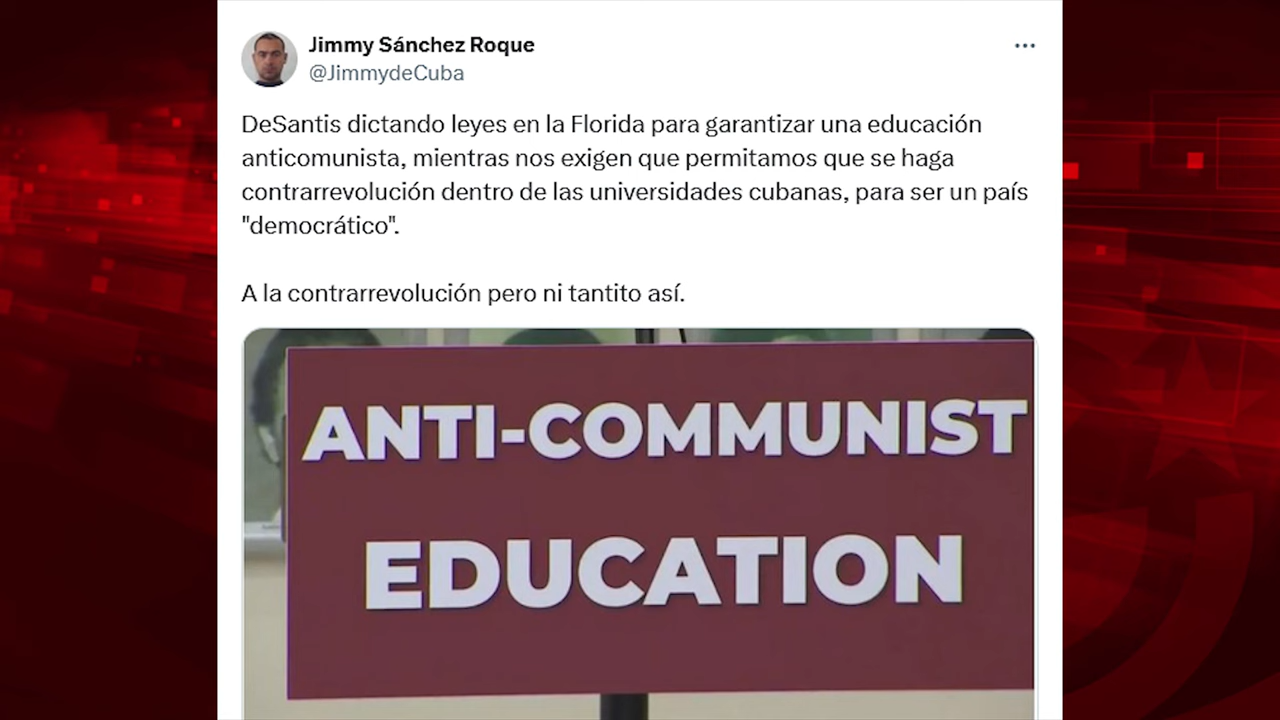 Jimmy Sánchez Roque
@JimmydeCuba
DeSantis dictando leyes en la Florida para garantizar una educación
anticomunista, mientras nos exigen que permitamos que se haga
contrarrevolución dentro de las universidades cubanas, para ser un país
"democrático".
A la contrarrevolución pero ni tantito así.
ANTI-COMMUNIST
EDUCATION